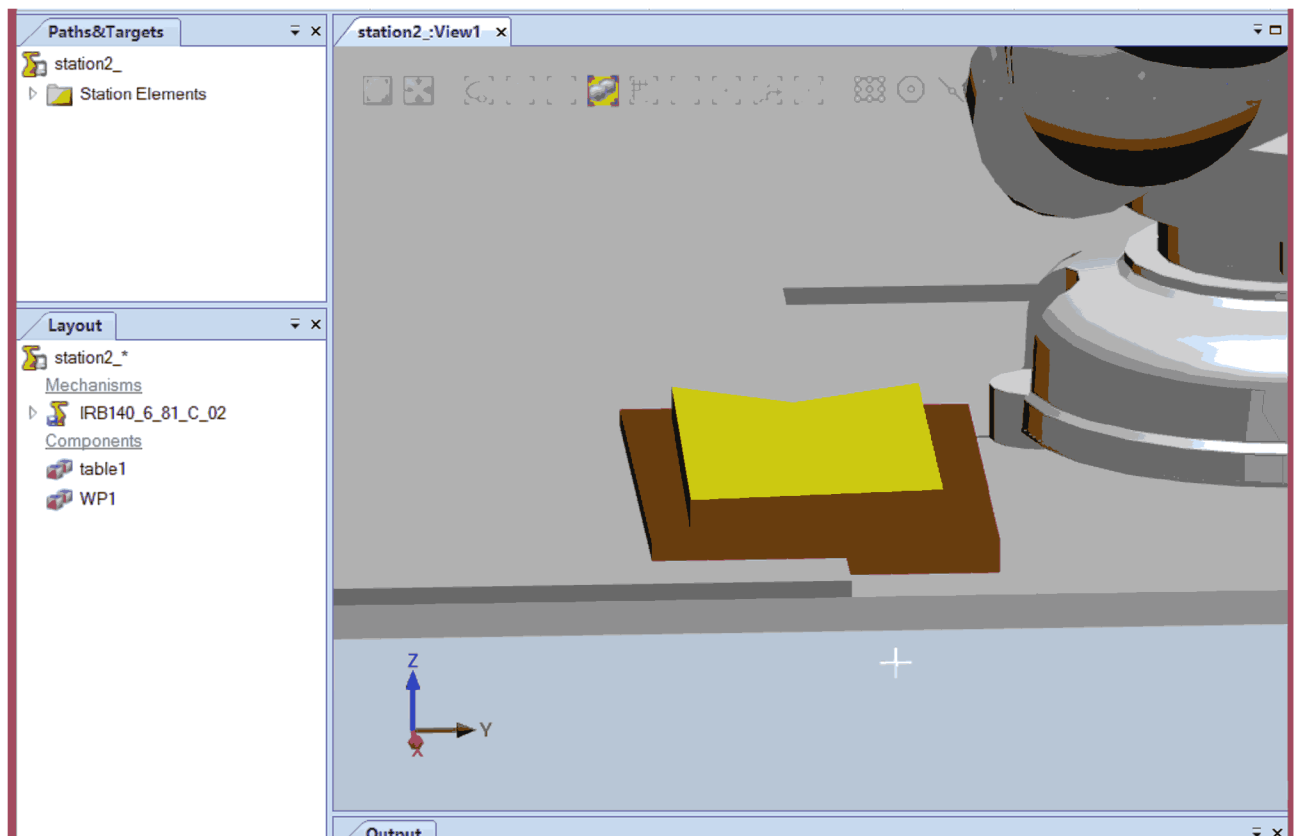 Paths&Targets
station2_
Station Elements
Layout
station2_*
Mechanisms
IRB140_6_81_C_02
Components
table1
WP1
station2_:View1
Z
Y
X
Output